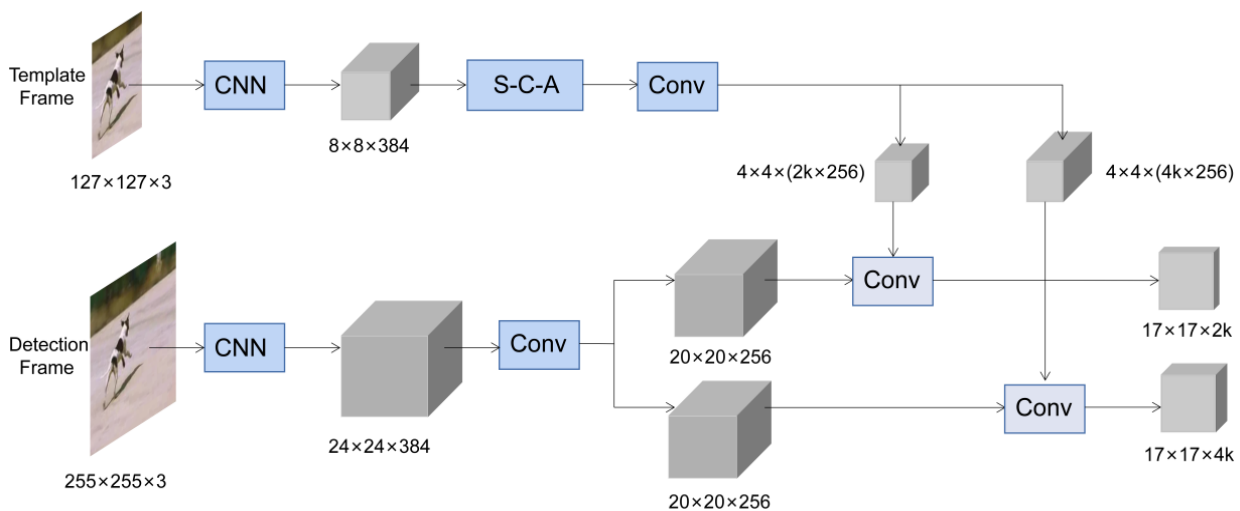 Template
Frame
CNN
S-C-A
Conv
8×8×384
127×127×3
4×4×(2k×256)
4×4×(4k×256)
Detection
Frame
CNN
Conv
Conv
20×20×256
17×17×2k
Conv
24×24×384
17×17×4k
255×255×3
20×20×256